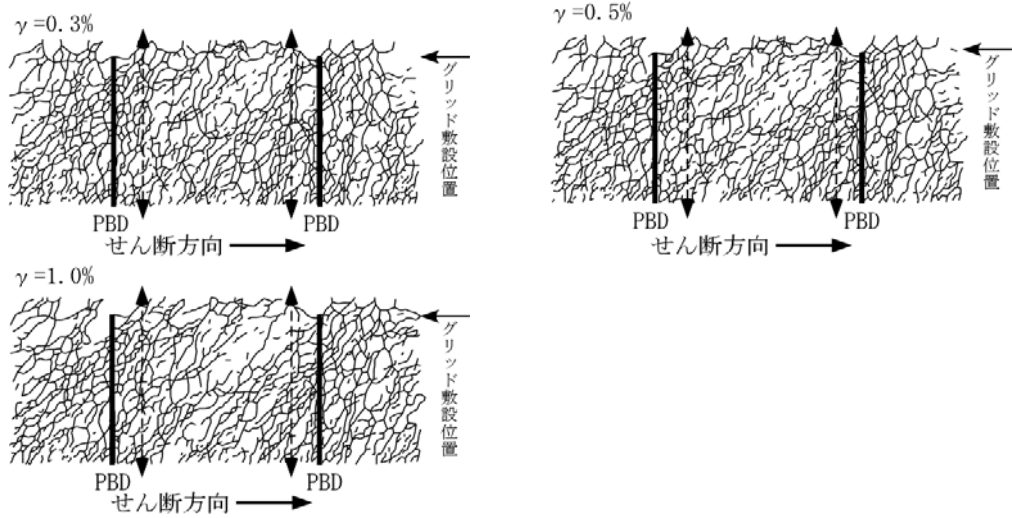 γ=0.3%
グリッド敷設位置
PBD
PBD
せん断方向
γ=0.5%
グリッド敷設位置
PBD
PBD
せん断方向
γ=1.0%
グリッド敷設位置
PBD
PBD
せん断方向